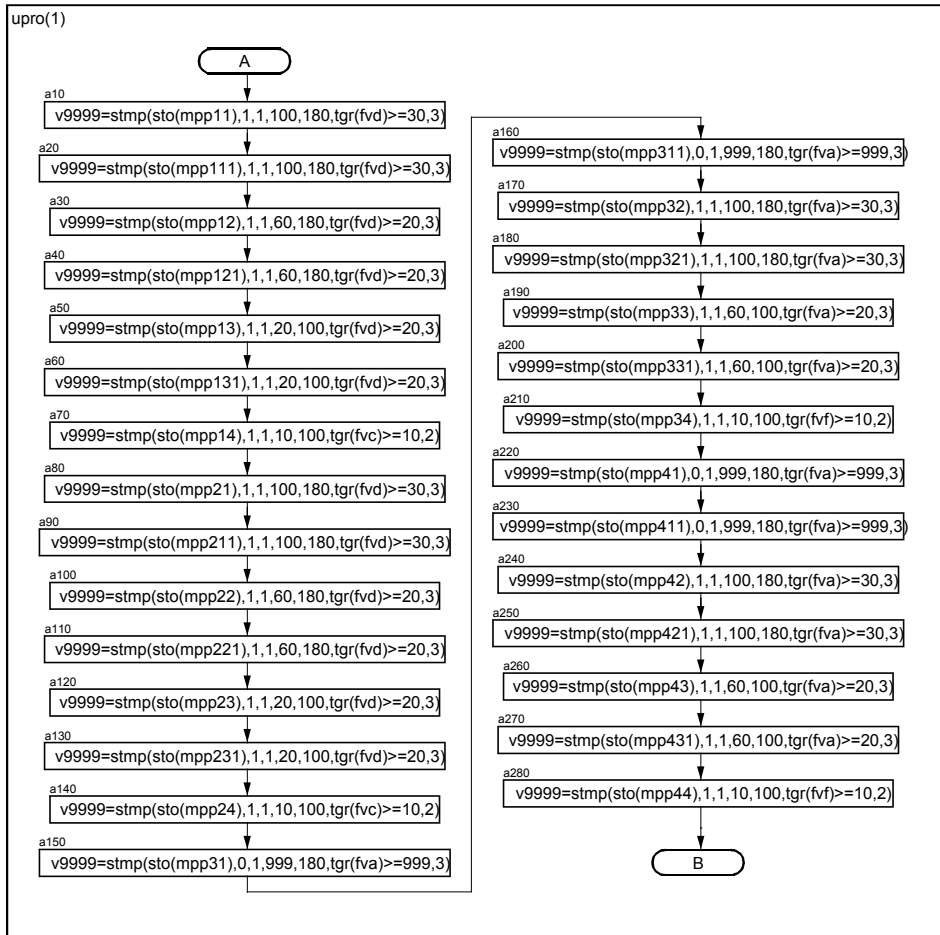 upro(1)
A
a10
v9999=stmp(sto(mpp11),1,1,100,180,tgr(fvd)>=30,3)
a20
v9999=stmp(sto(mpp111),1,1,100,180,tgr(fvd)>=30,3)
a30
v9999=stmp(sto(mpp12),1,1,60,180,tgr(fvd)>=20,3)
a40
v9999=stmp(sto(mpp121),1,1,60,180,tgr(fvd)>=20,3)
a50
v9999=stmp(sto(mpp13),1,1,20,100,tgr(fvd)>=20,3)
a60
v9999=stmp(sto(mpp131),1,1,20,100,tgr(fvd)>=20,3)
a70
v9999=stmp(sto(mpp14),1,1,10,100,tgr(fvc)>=10,2)
a80
v9999=stmp(sto(mpp21),1,1,100,180,tgr(fvd)>=30,3)
a90
v9999=stmp(sto(mpp211),1,1,100,180,tgr(fvd)>=30,3)
a100
v9999=stmp(sto(mpp22),1,1,60,180,tgr(fvd)>=20,3)
a110
v9999=stmp(sto(mpp221),1,1,60,180,tgr(fvd)>=20,3)
a120
v9999=stmp(sto(mpp23),1,1,20,100,tgr(fvd)>=20,3)
a130
v9999=stmp(sto(mpp231),1,1,20,100,tgr(fvd)>=20,3)
a140
v9999=stmp(sto(mpp24),1,1,10,100,tgr(fvc)>=10,2)
a150
v9999=stmp(sto(mpp31),0,1,999,180,tgr(fva)>=999,3)
a160
v9999=stmp(sto(mpp311),0,1,999,180,tgr(fva)>=999,3)
a170
v9999=stmp(sto(mpp32),1,1,100,180,tgr(fva)>=30,3)
a180
v9999=stmp(sto(mpp321),1,1,100,180,tgr(fva)>=30,3)
a190
v9999=stmp(sto(mpp33),1,1,60,100,tgr(fva)>=20,3)
a200
v9999=stmp(sto(mpp331),1,1,60,100,tgr(fva)>=20,3)
a210
v9999=stmp(sto(mpp34),1,1,10,100,tgr(fvf)>=10,2)
a220
v9999=stmp(sto(mpp41),0,1,999,180,tgr(fva)>=999,3)
a230
v9999=stmp(sto(mpp411),0,1,999,180,tgr(fva)>=999,3)
a240
v9999=stmp(sto(mpp42),1,1,100,180,tgr(fva)>=30,3)
a250
v9999=stmp(sto(mpp421),1,1,100,180,tgr(fva)>=30,3)
a260
v9999=stmp(sto(mpp43),1,1,60,100,tgr(fva)>=20,3)
a270
v9999=stmp(sto(mpp431),1,1,60,100,tgr(fva)>=20,3)
a280
v9999=stmp(sto(mpp44),1,1,10,100,tgr(fvf)>=10,2)
B